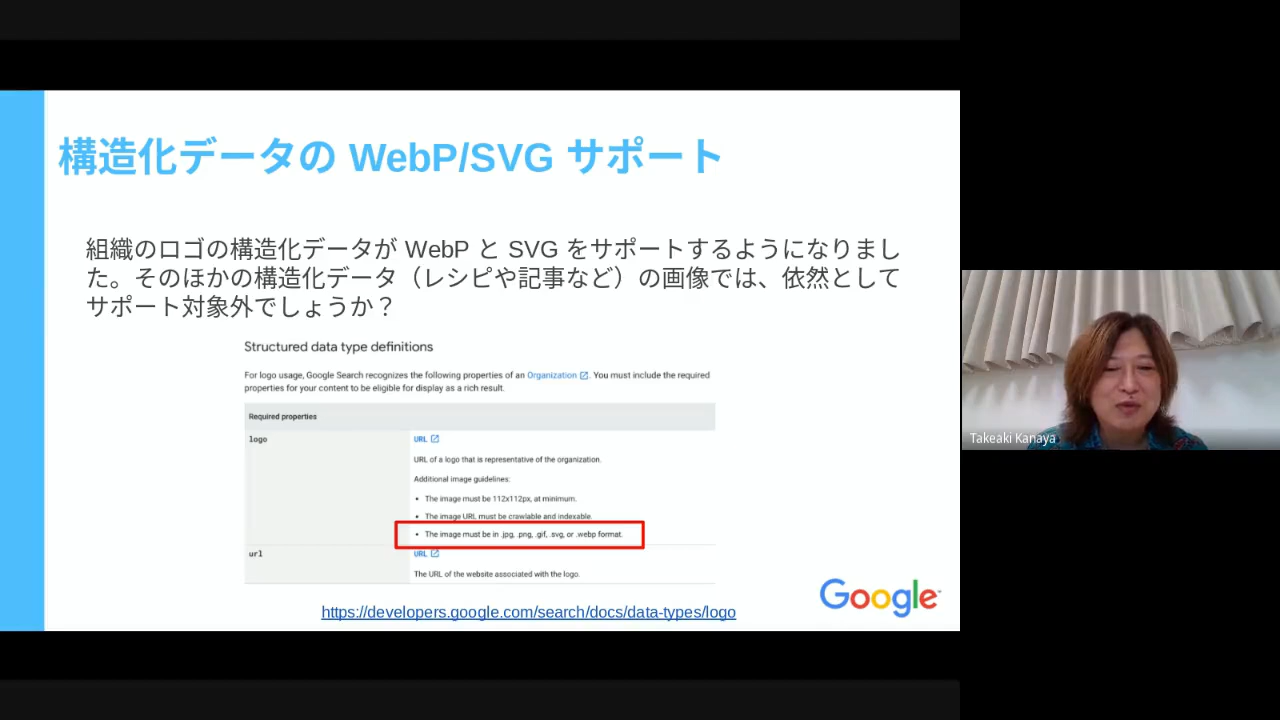 構造化データの WebP/SVG サポート
組織のロゴの構造化データが WebP と SVG をサポートするようになりまし
た。そのほかの構造化データ（レシピや記事など）の画像では、依然として
サポート対象外でしょうか？
Structured data type definitions
For logo usage, Google Search recognizes the following properties of an Organization. You must include the required
properties for your content to be eligible for display as a rich result.
Required properties
logo
URL
URL of a logo that is representative of the organization.
Additional image guidelines:
• The image must be 112x112px, at minimum.
• The image URL must be crawlable and indexable.
• The image must be in .jpg, .png, .gif, .svg, or .webp format.
url
URL
The URL of the website associated with the logo.
https://developers.google.com/search/docs/data-types/logo
Google
Takeaki Kanaya